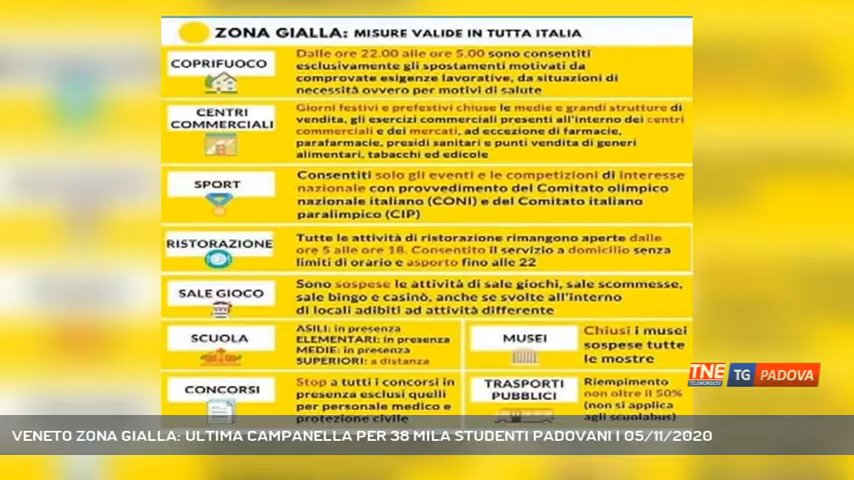 ZONA GIALLA: MISURE VALIDE IN TUTTA ITALIA
COPRIFUOCO
Dalle ore 22.00 alle ore 5.00 sono consentiti
esclusivamente gli spostamenti motivati da
comprovate esigenze lavorative, da situazioni di
necessità ovvero per motivi di salute
CENTRI
COMMERCIALI
Giorni festivi e prefestivi chiuse le medie e grandi strutture di
vendita, gli esercizi commerciali presenti all'interno dei centri
commerciali e dei mercati, ad eccezione di farmacie,
parafarmacie, presidi sanitari e punti vendita di generi
alimentari, tabacchi ed edicole
SPORT
Consentiti solo gli eventi e le competizioni di interesse
nazionale con provvedimento del Comitato olimpico
nazionale italiano (CONI) e del Comitato italiano
paralimpico (CIP)
RISTORAZIONE
Tutte le attività di ristorazione rimangono aperte dalle
ore 5 alle ore 18. Consentito il servizio a domicilio senza
limiti di orario e asporto fino alle 22
SALE GIOCO
Sono sospese le attività di sale giochi, sale scommesse,
sale bingo e casinò, anche se svolte all'interno
di locali adibiti ad attività differente
SCUOLA
ASILI: in presenza
ELEMENTARI: in presenza
MEDIE: in presenza
SUPERIORI: a distanza
MUSEI
Chiusi i musei
sospese tutte
le mostre
CONCORSI
Stop a tutti i concorsi in
presenza esclusi quelli
per personale medico e
protezione civile
TRASPORTI
PUBBLICI
Riempimento
non oltre il 50%
(non si applica
agli scuolabus)
TNE
TELENORDEST
TG
PADOVA
VENETO ZONA GIALLA: ULTIMA CAMPANELLA PER 38 MILA STUDENTI PADOVANI | 05/11/2020